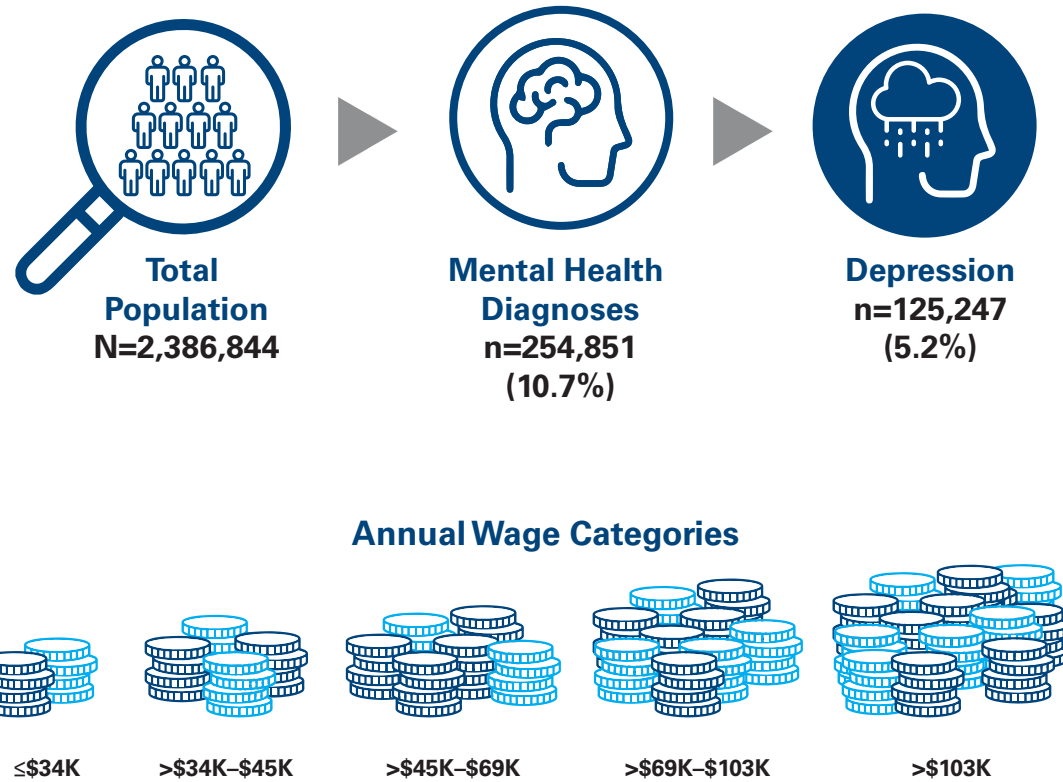 Total
Population
N=2,386,844
Mental Health
Diagnoses
n=254,851
(10.7%)
Depression
n=125,247
(5.2%)
Annual Wage Categories
≤$34K
>$34K–$45K
>$45K–$69K
>$69K–$103K
>$103K